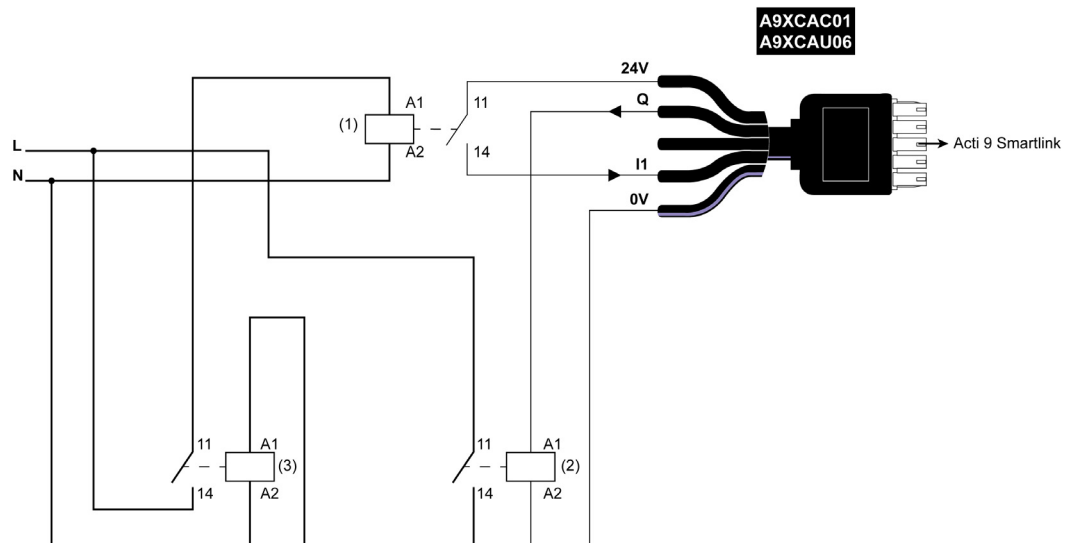 A9XCAC01
A9XCAU06
24V
A1
11
Q
(1)
L
A2
14
Acti 9 Smartlink
I1
N
0V
11
A1
(3)
14
A2
11
A1
(2)
14
A2